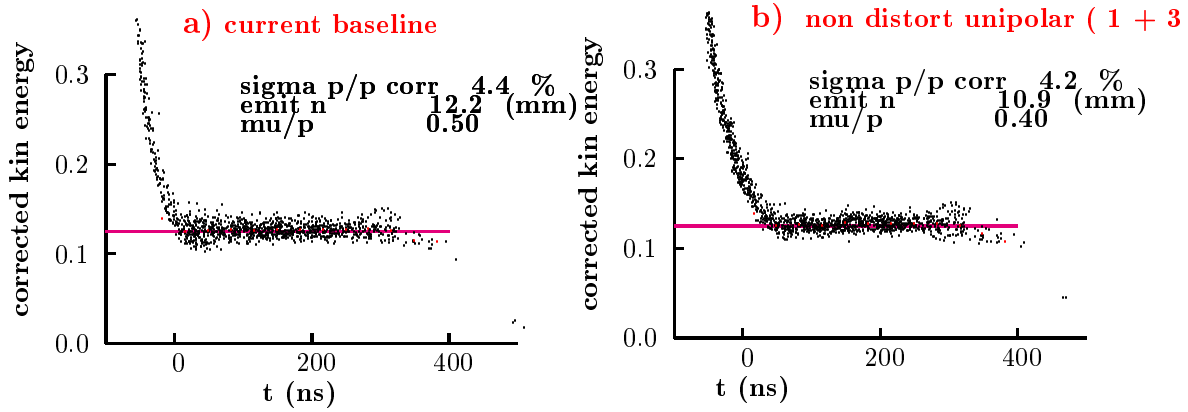 a) current baseline
sigma p/p corr 4.4 %
emit n 12.2 (mm)
mu/p 0.50
corrected kin energy
0.3
0.2
0.1
0.0
0 200 400
t (ns)
b) non distort unipolar ( 1 + 3
sigma p/p corr 4.2 %
emit n 10.9 (mm)
mu/p 0.40
corrected kin energy
0.3
0.2
0.1
0.0
0 200 400
t (ns)